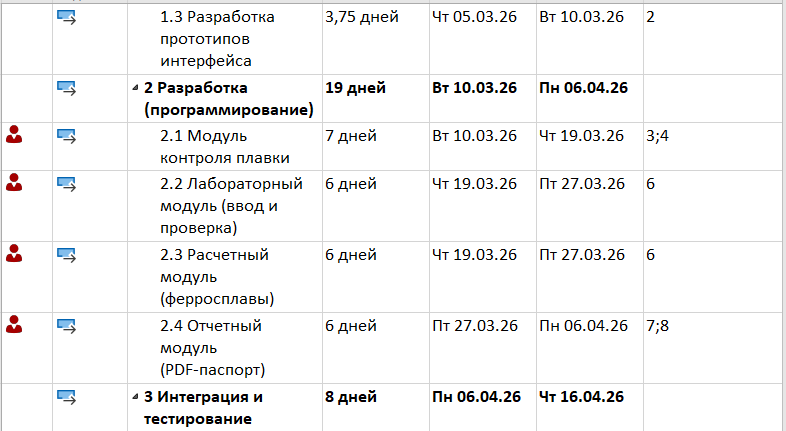 1.3 Разработка прототипов интерфейса 3,75 дней Чт 05.03.26 Вт 10.03.26 2
2 Разработка (программирование) 19 дней Вт 10.03.26 Пн 06.04.26
2.1 Модуль контроля плавки 7 дней Вт 10.03.26 Чт 19.03.26 3;4
2.2 Лабораторный модуль (ввод и проверка) 6 дней Чт 19.03.26 Пт 27.03.26 6
2.3 Расчетный модуль (ферросплавы) 6 дней Чт 19.03.26 Пт 27.03.26 6
2.4 Отчетный модуль (PDF-паспорт) 6 дней Пт 27.03.26 Пн 06.04.26 7;8
3 Интеграция и тестирование 8 дней Пн 06.04.26 Чт 16.04.26